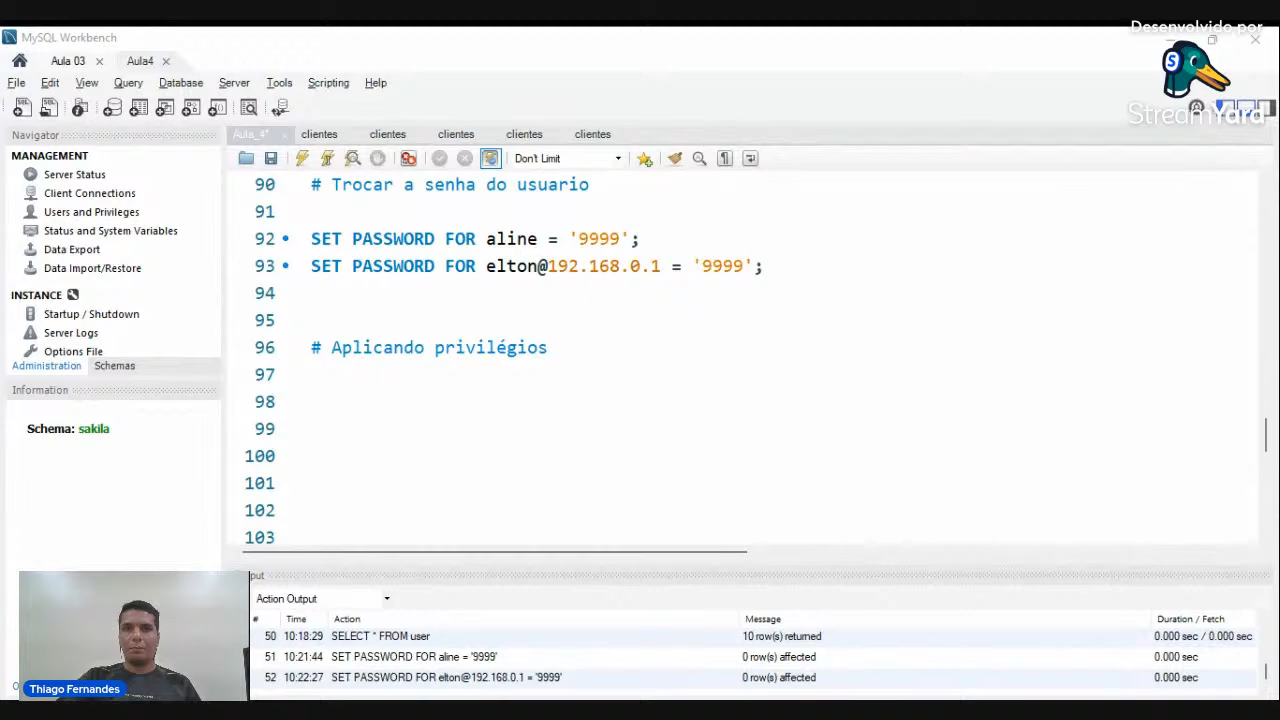 Desenvolvido por
StreamYard
MySQL Workbench
Aula 03
Aula4
File Edit View Query Database Server Tools Scripting Help
Navigator
Aula_4*
clientes
clientes
clientes
clientes
clientes
MANAGEMENT
Server Status
Client Connections
Users and Privileges
Status and System Variables
Data Export
Data Import/Restore
INSTANCE
Startup / Shutdown
Server Logs
Options File
Administration Schemas
Information
Schema: sakila
Don't Limit
90 # Trocar a senha do usuario
91
92 SET PASSWORD FOR aline = '9999';
93 SET PASSWORD FOR elton@192.168.0.1 = '9999';
94
95
96 # Aplicando privilégios
97
98
99
100
101
102
103
put
Action Output
# Time Action Message Duration / Fetch
50 10:18:29 SELECT * FROM user 10 row(s) returned 0.000 sec / 0.000 sec
51 10:21:44 SET PASSWORD FOR aline = '9999' 0 row(s) affected 0.000 sec
52 10:22:27 SET PASSWORD FOR elton@192.168.0.1 = '9999' 0 row(s) affected 0.000 sec
Thiago Fernandes